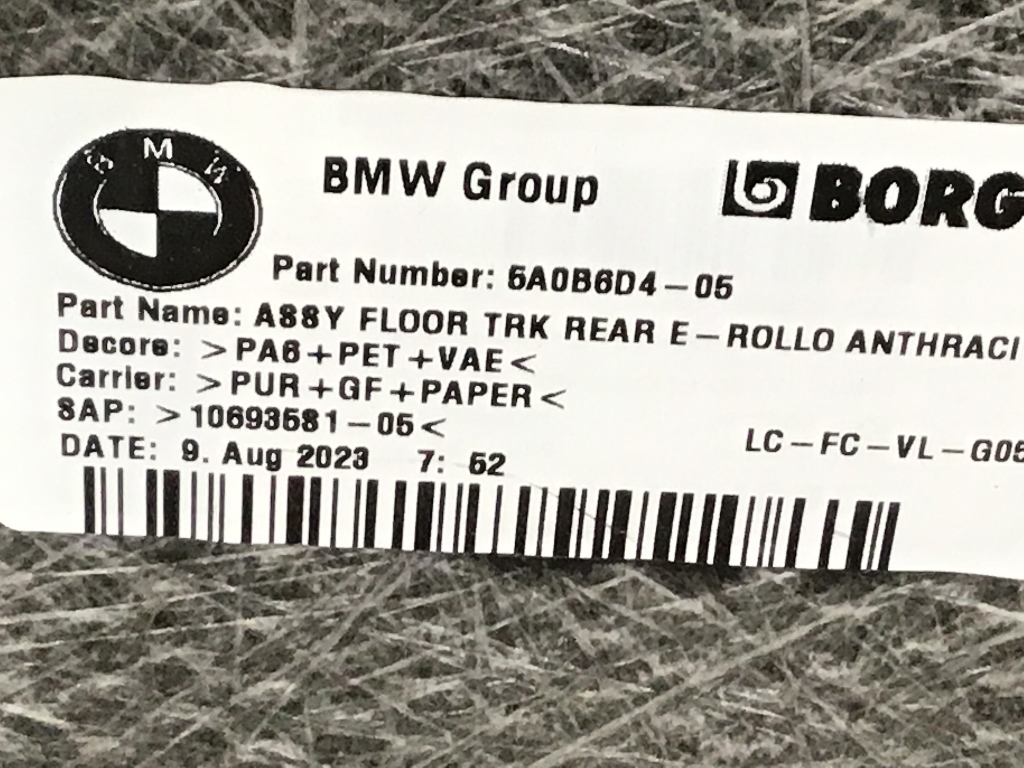 BMW
BMW Group
BORG
Part Number: 5A0B6D4-05
Part Name: ASSY FLOOR TRK REAR E-ROLLO ANTHRACI
Decore: >PA6+PET+VAE<
Carrier: >PUR+GF+PAPER<
SAP: >10693581-05<
LC-FC-VL-G05
DATE: 9. Aug 2023 7: 52